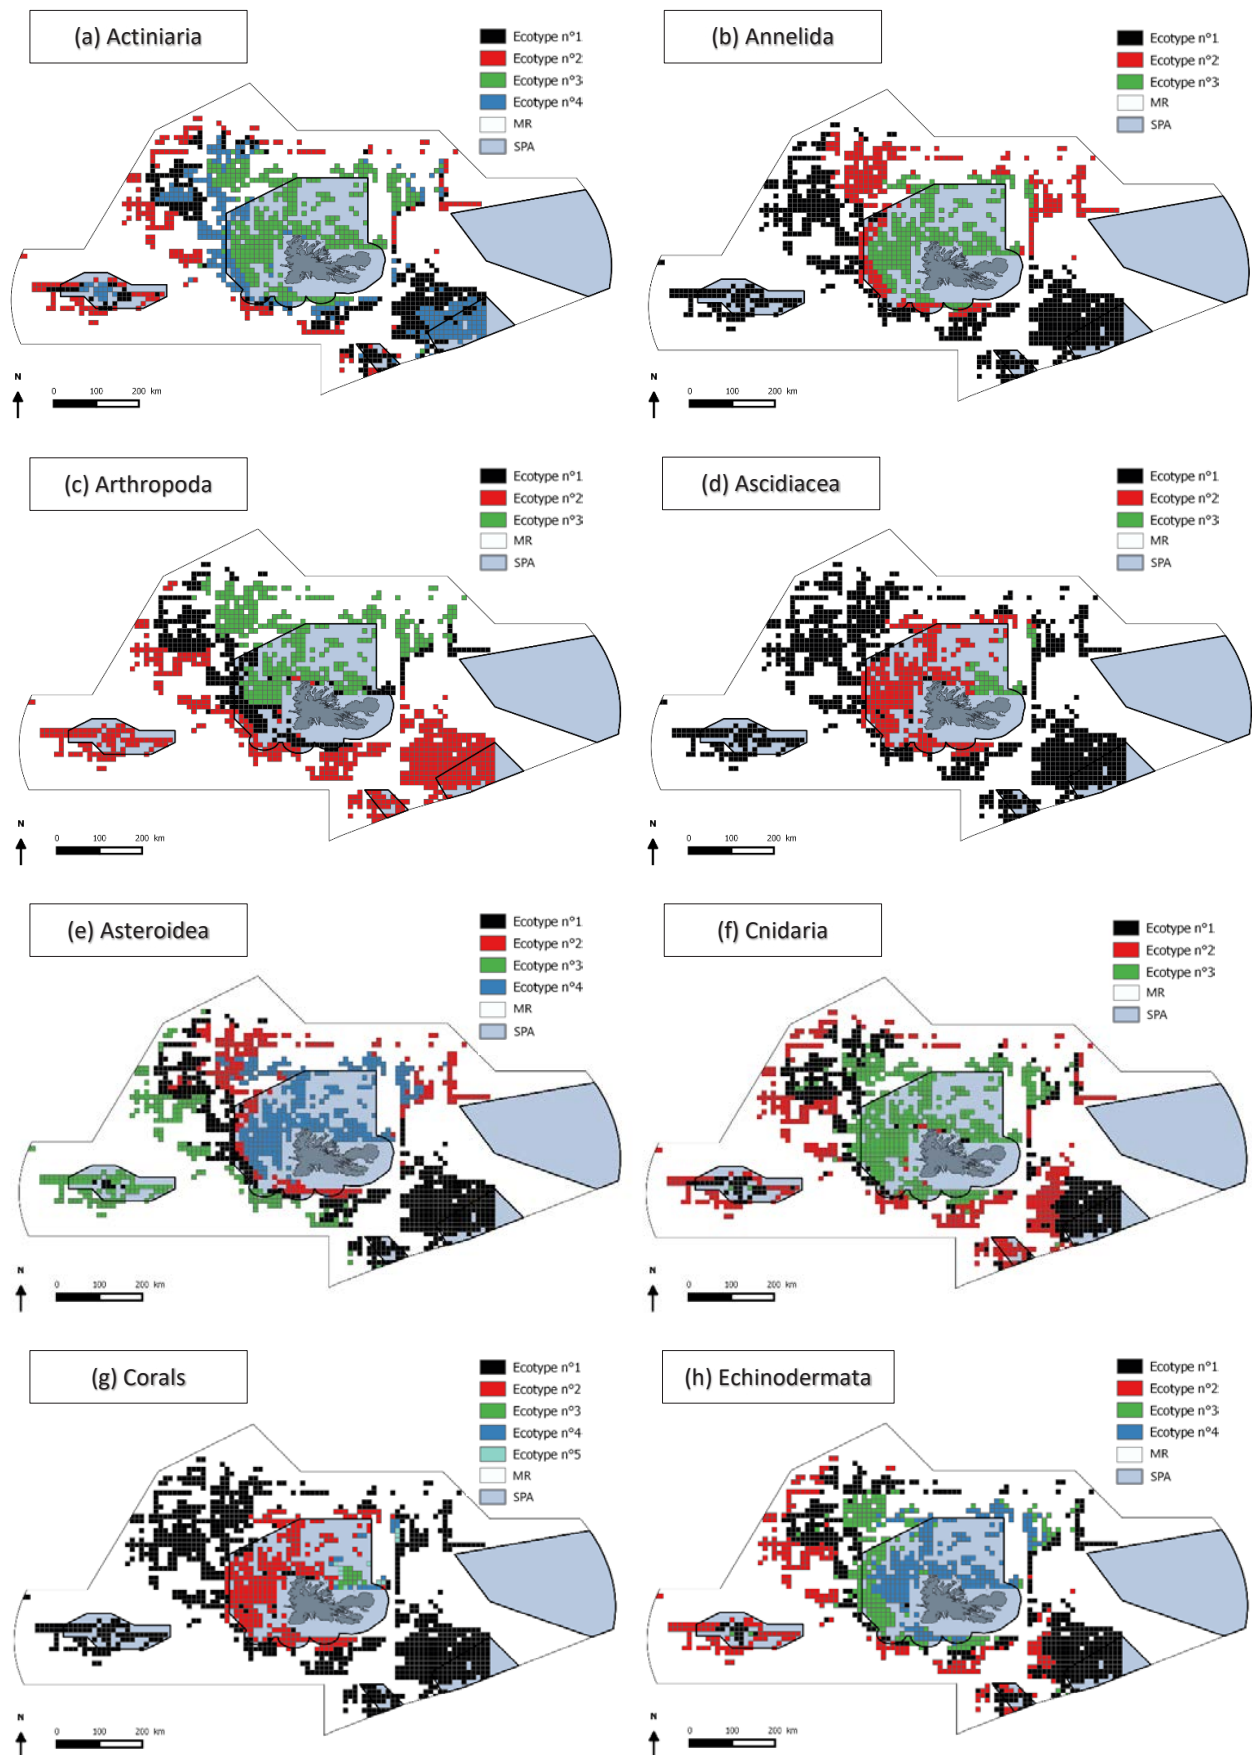 (a) Actiniaria
Ecotype n°1
Ecotype n°2
Ecotype n°3
Ecotype n°4
MR
SPA
N
0 100 200 km
(b) Annelida
Ecotype n°1
Ecotype n°2
Ecotype n°3
MR
SPA
N
0 100 200 km
(c) Arthropoda
Ecotype n°1
Ecotype n°2
Ecotype n°3
MR
SPA
N
0 100 200 km
(d) Ascidiacea
Ecotype n°1
Ecotype n°2
Ecotype n°3
MR
SPA
N
0 100 200 km
(e) Asteroidea
Ecotype n°1
Ecotype n°2
Ecotype n°3
Ecotype n°4
MR
SPA
N
0 100 200 km
(f) Cnidaria
Ecotype n°1
Ecotype n°2
Ecotype n°3
MR
SPA
N
0 100 200 km
(g) Corals
Ecotype n°1
Ecotype n°2
Ecotype n°3
Ecotype n°4
Ecotype n°5
MR
SPA
N
0 100 200 km
(h) Echinodermata
Ecotype n°1
Ecotype n°2
Ecotype n°3
Ecotype n°4
MR
SPA
N
0 100 200 km